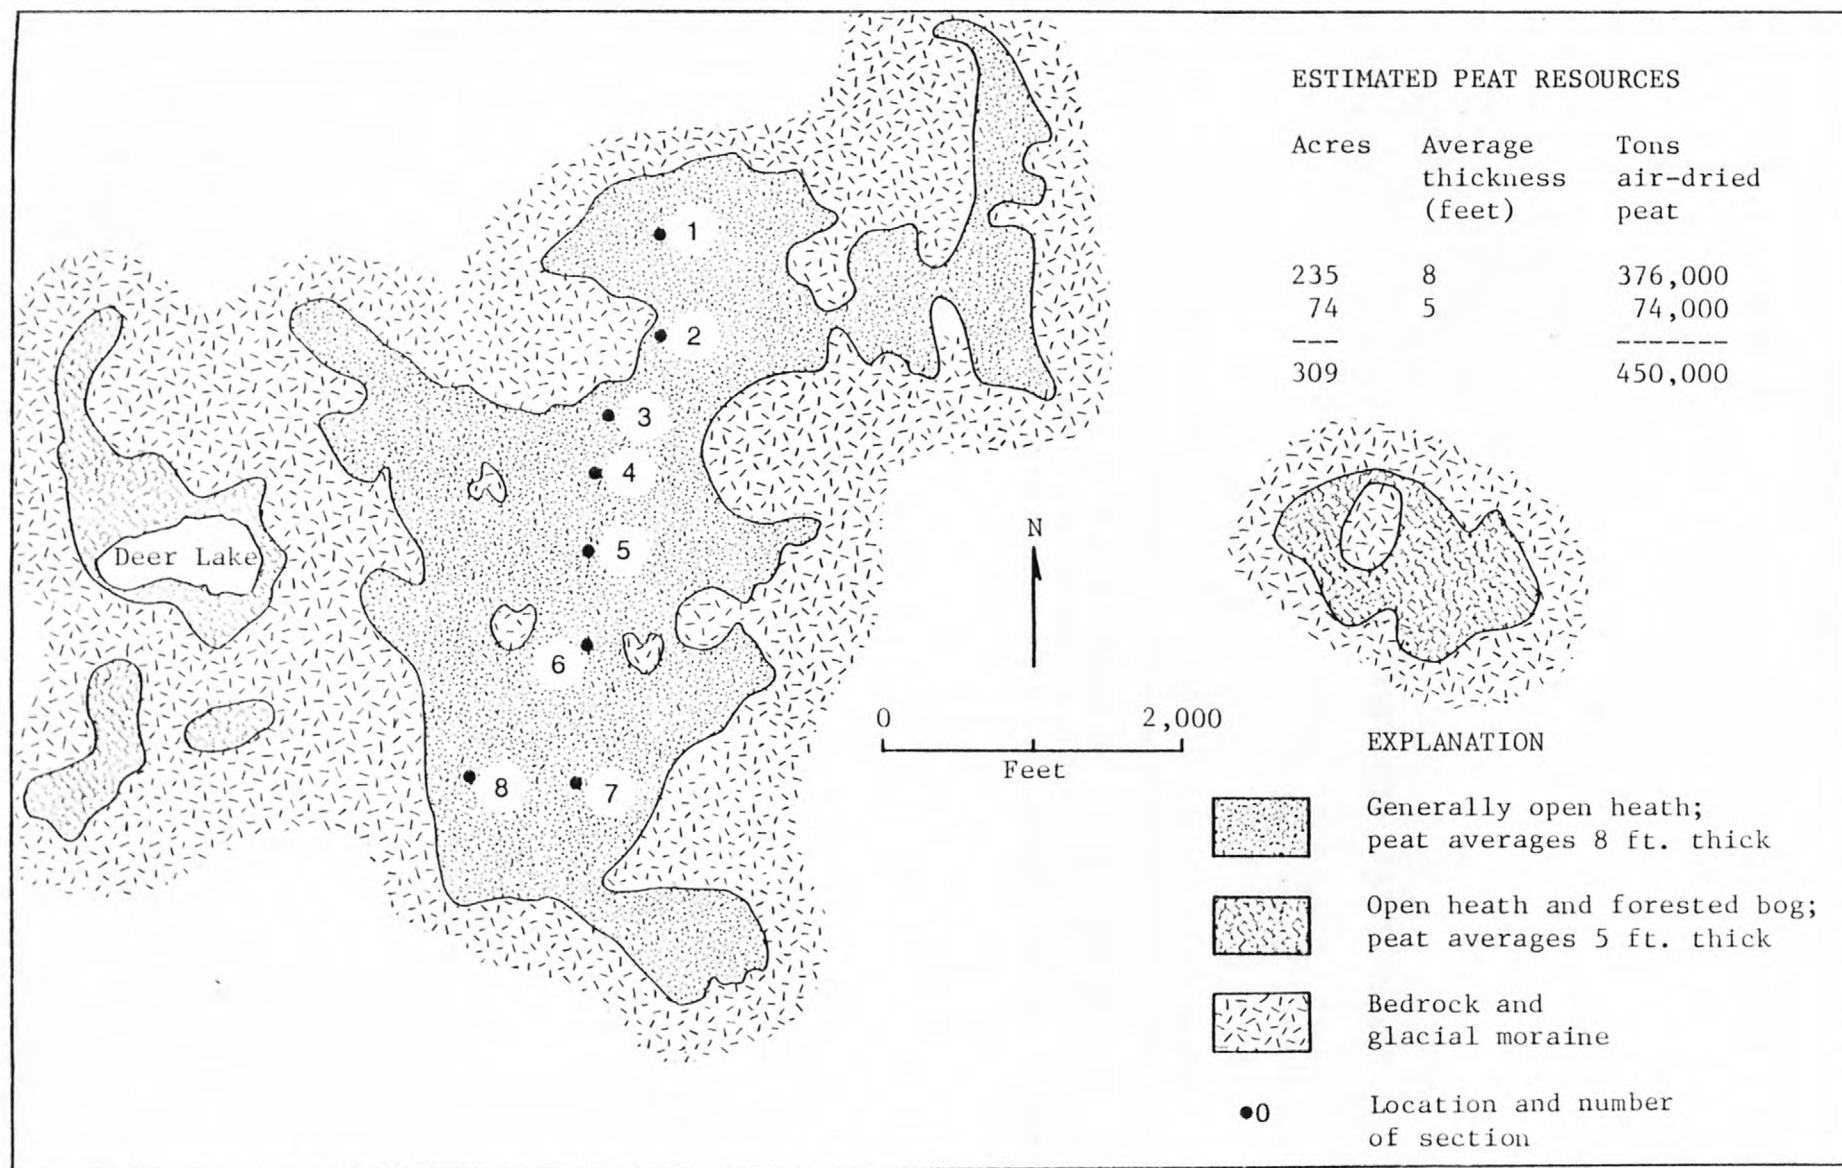 ESTIMATED PEAT RESOURCES
Acres Average Tons
thickness air-dried
(feet) peat
235 8 376,000
74 5 74,000
--- -------
309 450,000
1
2
3
4
5
6
7
8
Deer Lake
N
0 2,000
Feet
EXPLANATION
Generally open heath;
peat averages 8 ft. thick
Open heath and forested bog;
peat averages 5 ft. thick
Bedrock and
glacial moraine
0 Location and number
of section